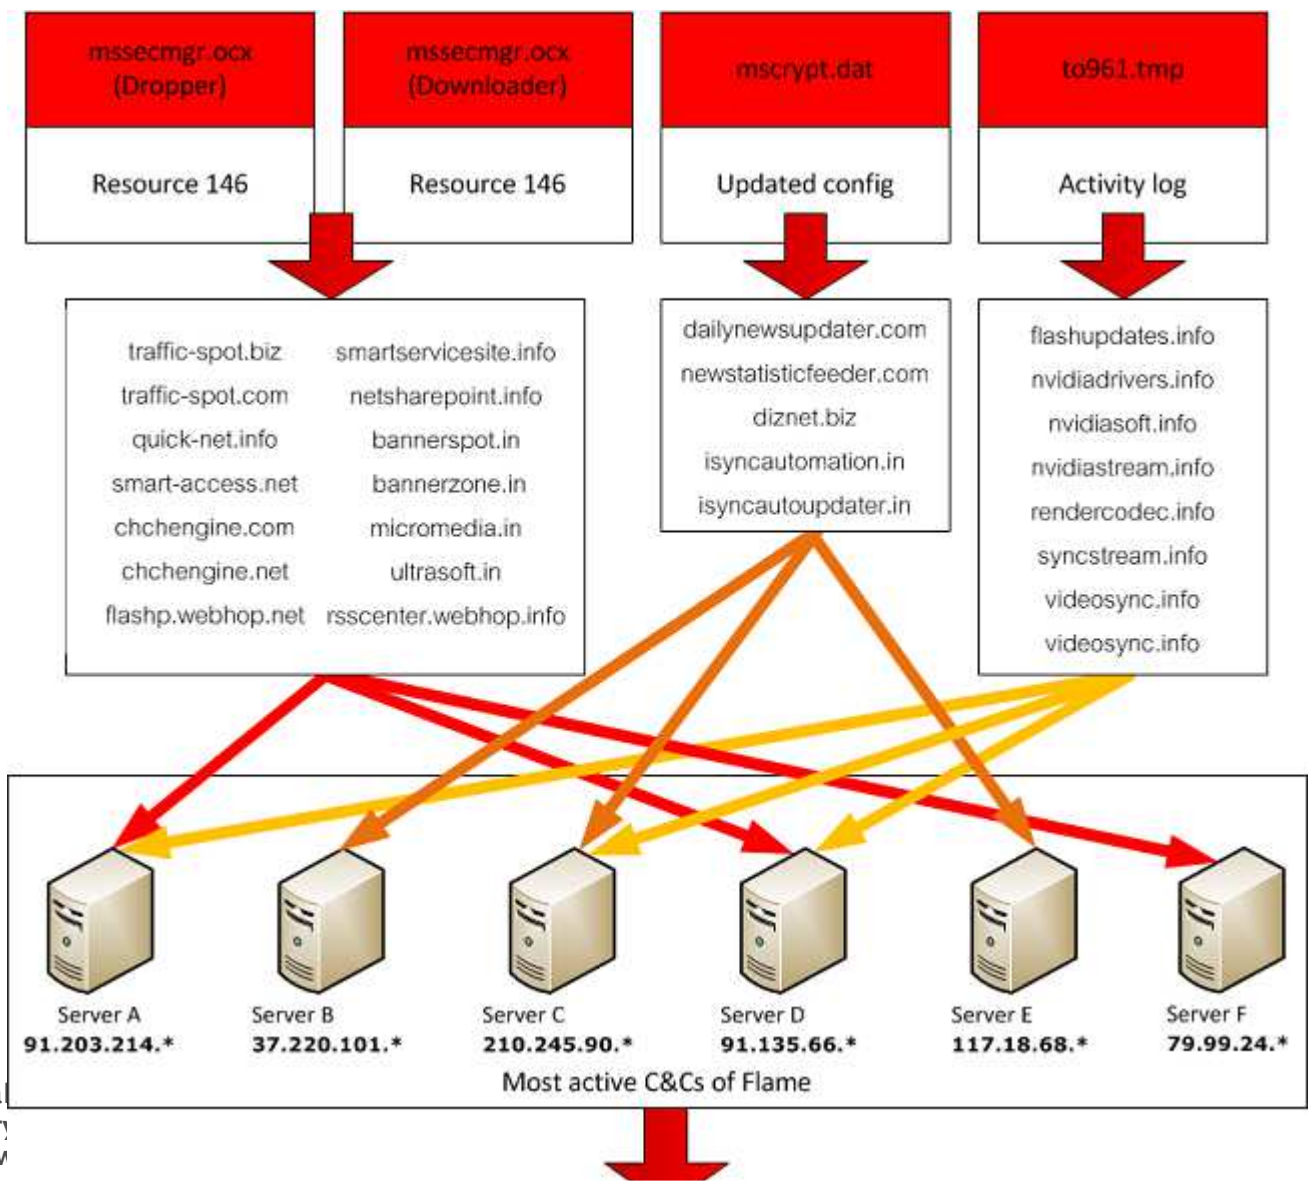 mssecmgr.ocx
(Dropper)
mssecmgr.ocx
(Downloader)
mscrypt.dat
to961.tmp
Resource 146
Resource 146
Updated config
Activity log
traffic-spot.biz
traffic-spot.com
quick-net.info
smart-access.net
chchengine.com
chchengine.net
flashp.webhop.net
smartservicesite.info
netsharepoint.info
bannerspot.in
bannerzone.in
micromedia.in
ultrasoft.in
rsscenter.webhop.info
dailynewsupdater.com
newstatisticfeeder.com
diznet.biz
isyncautomation.in
isyncautoupdater.in
flashupdates.info
nvidiadrivers.info
nvidiasoft.info
nvidiastream.info
rendercodec.info
syncstream.info
videosync.info
videosync.info
Server A
91.203.214.*
Server B
37.220.101.*
Server C
210.245.90.*
Server D
91.135.66.*
Server E
117.18.68.*
Server F
79.99.24.*
Most active C&Cs of Flame